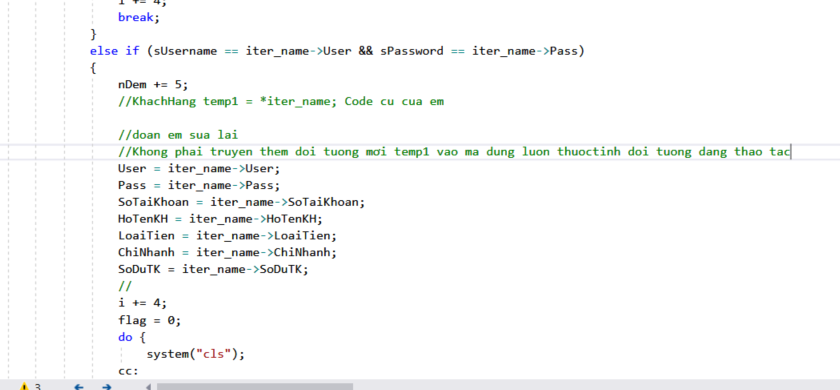 i += 4;
break;
}
else if (sUsername == iter_name->User && sPassword == iter_name->Pass)
{
nDem += 5;
//KhachHang temp1 = *iter_name; Code cu cua em
//doan em sua lai
//Khong phai truyen them doi tuong mơi temp1 vao ma dung luon thuoctinh doi tuong dang thao tac
User = iter_name->User;
Pass = iter_name->Pass;
SoTaiKhoan = iter_name->SoTaiKhoan;
HoTenKH = iter_name->HoTenKH;
LoaiTien = iter_name->LoaiTien;
ChiNhanh = iter_name->ChiNhanh;
SoDuTK = iter_name->SoDuTK;
//
i += 4;
flag = 0;
do {
system("cls");
cc:
3